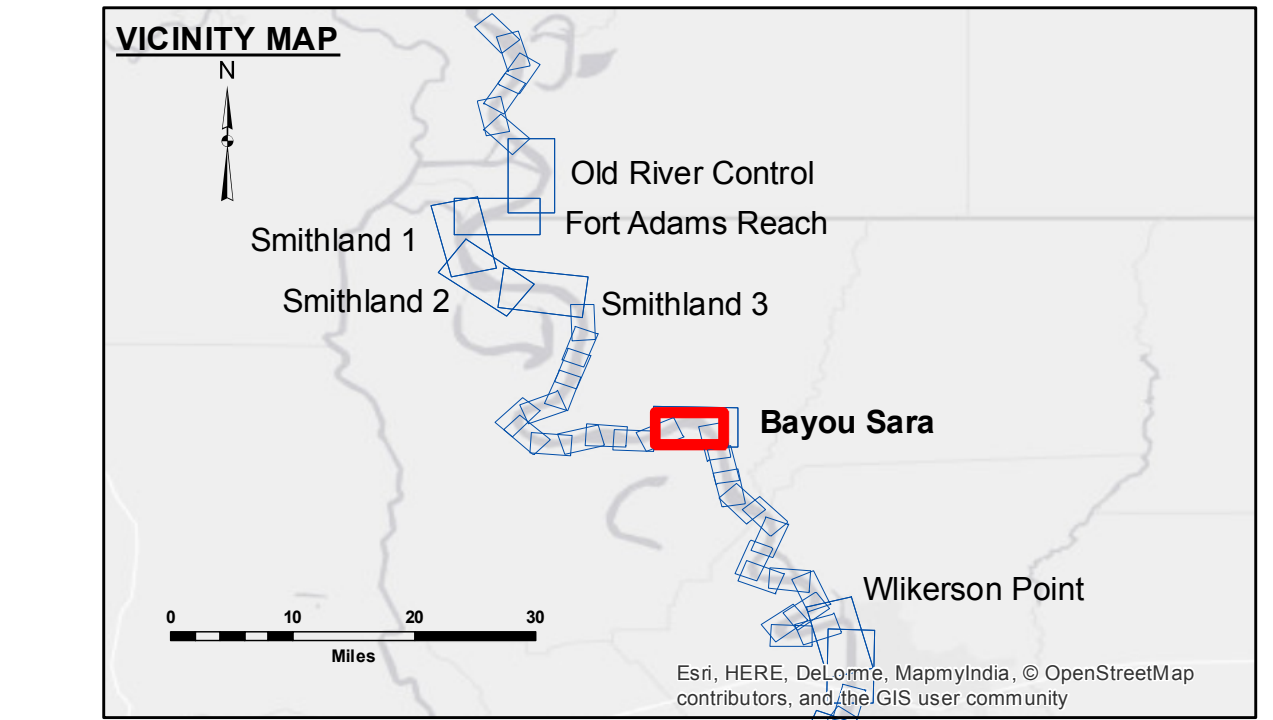 VICINITY MAP
N
Old River Control
Fort Adams Reach
Smithland 1
Smithland 2
Smithland 3
Bayou Sara
Wlikerson Point
0 10 20 30
Miles
Esri, HERE, DeLorme, MapmyIndia, © OpenStreetMap
contributors, and the GIS user community